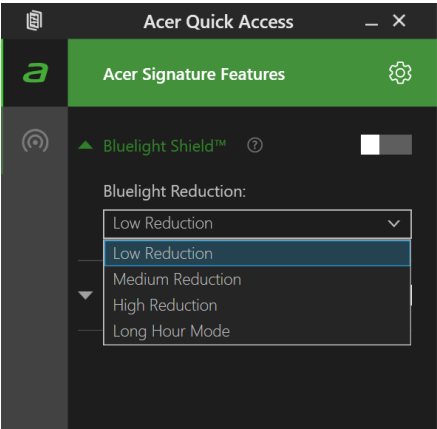 Acer Quick Access
a
Acer Signature Features
Bluelight Shield™
?
Bluelight Reduction:
Low Reduction
Low Reduction
Medium Reduction
High Reduction
Long Hour Mode